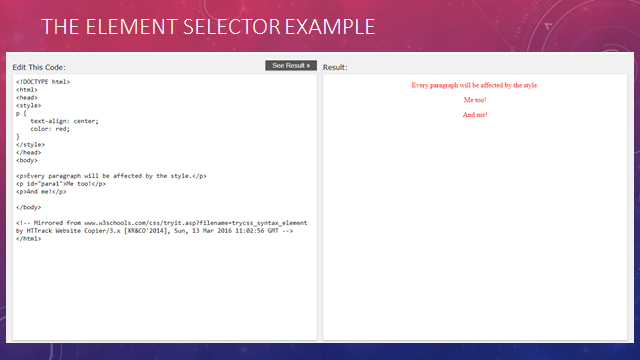 THE ELEMENT SELECTOR EXAMPLE
Edit This Code:
See Result »
<!DOCTYPE html>
<html>
<head>
<style>
p {
    text-align: center;
    color: red;
}
</style>
</head>
<body>
<p>Every paragraph will be affected by the style.</p>
<p id="para1">Me too!</p>
<p>And me!</p>
</body>
<!-- Mirrored from www.w3schools.com/css/tryit.asp?filename=trycss_syntax_element
by HTTrack Website Copier/3.x [XR&CO'2014], Sun, 13 Mar 2016 11:02:56 GMT -->
</html>
Result:
Every paragraph will be affected by the style.
Me too!
And me!